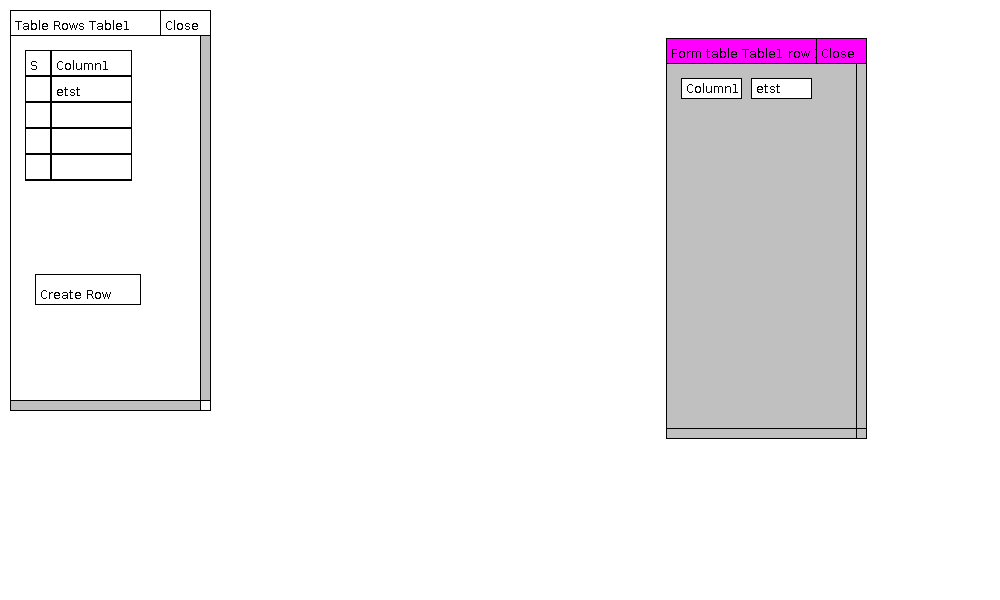 Table Rows Table1 Close
S Column1
etst
Create Row
Form table Table1 row Close
Column1 etst